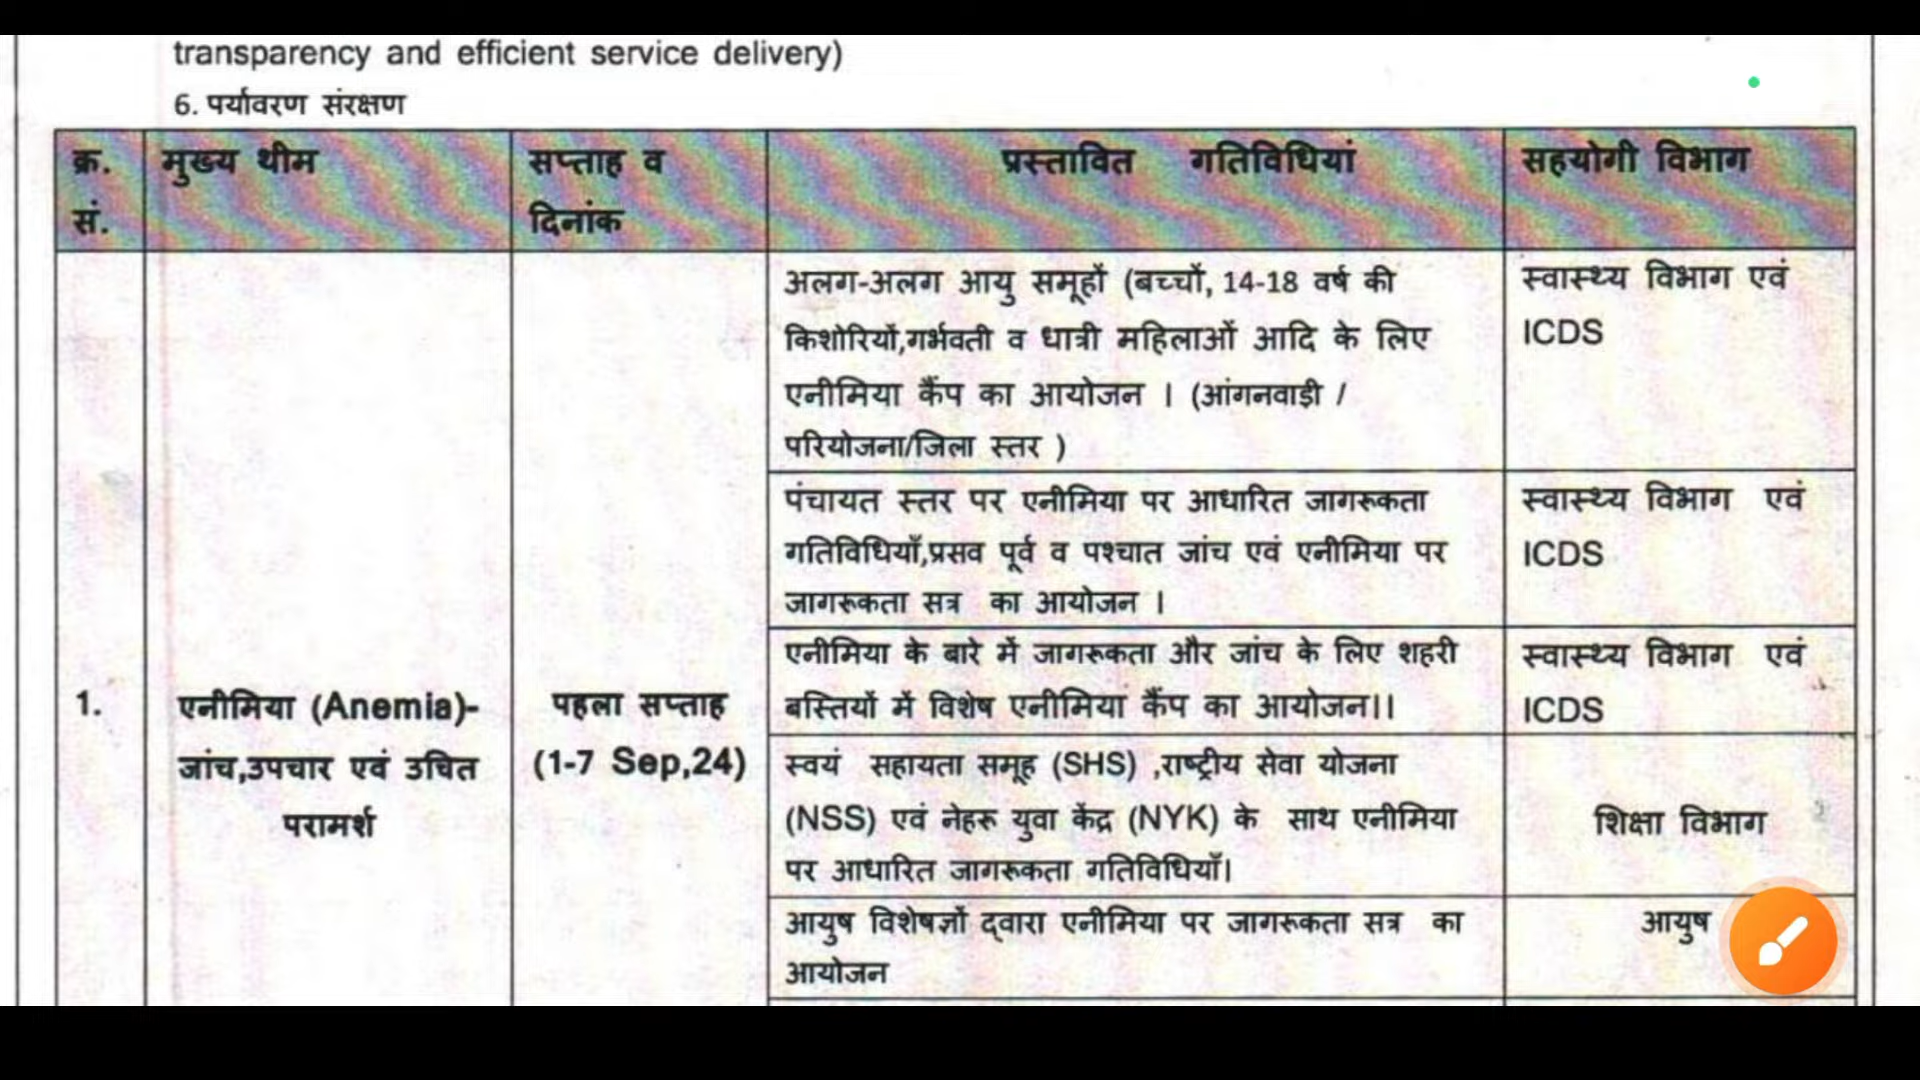 transparency and efficient service delivery)
6. पर्यावरण संरक्षण
क्र. सं.
मुख्य थीम
सप्ताह व दिनांक
प्रस्तावित गतिविधियां
सहयोगी विभाग
1.
एनीमिया (Anemia)-
जांच,उपचार एवं उचित
परामर्श
पहला सप्ताह
(1-7 Sep,24)
अलग-अलग आयु समूहों (बच्चों, 14-18 वर्ष की
किशोरियों,गर्भवती व धात्री महिलाओं आदि के लिए
एनीमिया कैंप का आयोजन । (आंगनवाड़ी /
परियोजना/जिला स्तर )
स्वास्थ्य विभाग एवं
ICDS
पंचायत स्तर पर एनीमिया पर आधारित जागरूकता
गतिविधियाँ,प्रसव पूर्व व पश्चात जांच एवं एनीमिया पर
जागरूकता सत्र का आयोजन ।
स्वास्थ्य विभाग एवं
ICDS
एनीमिया के बारे में जागरूकता और जांच के लिए शहरी
बस्तियों में विशेष एनीमिया कैंप का आयोजन।।
स्वास्थ्य विभाग एवं
ICDS
स्वयं सहायता समूह (SHS) ,राष्ट्रीय सेवा योजना
(NSS) एवं नेहरू युवा केंद्र (NYK) के साथ एनीमिया
पर आधारित जागरूकता गतिविधियाँ।
शिक्षा विभाग
आयुष विशेषज्ञों द्वारा एनीमिया पर जागरूकता सत्र का
आयोजन
आयुष